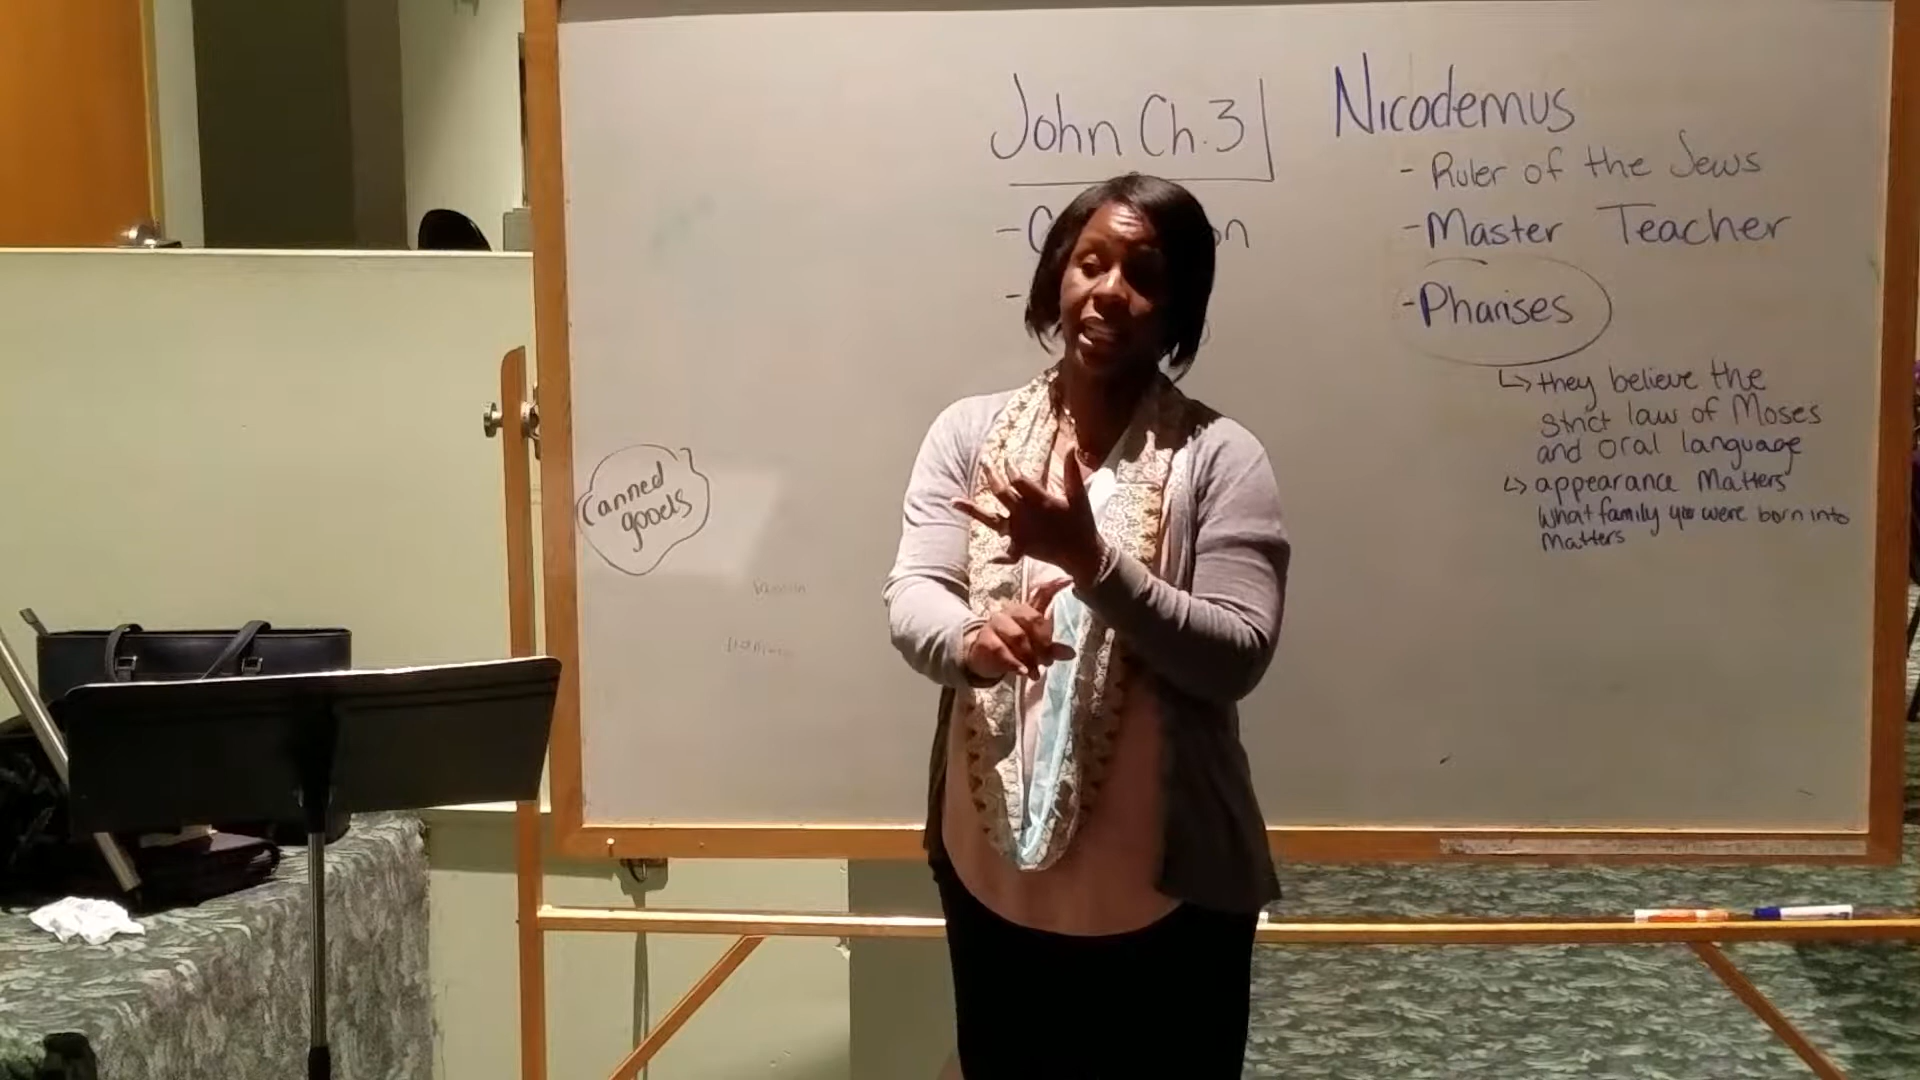 John Ch.3
Nicodemus
- Ruler of the Jews
- Master Teacher
- Pharises
↳ they believe the
strict law of Moses
and oral language
↳ appearance Matters
What family you were born into
Matters
Canned
goods